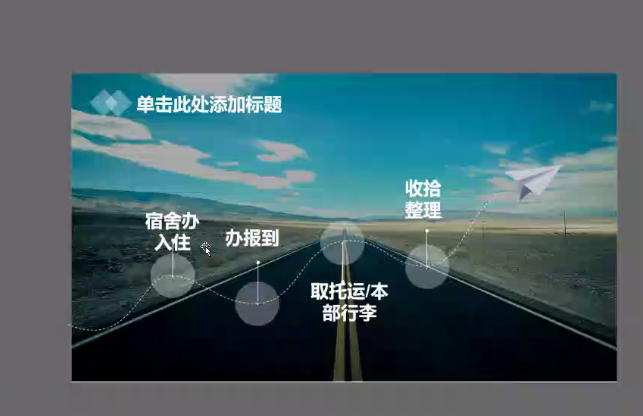 单击此处添加标题
宿舍办
入住
办报到
取托运/本
部行李
收拾
整理